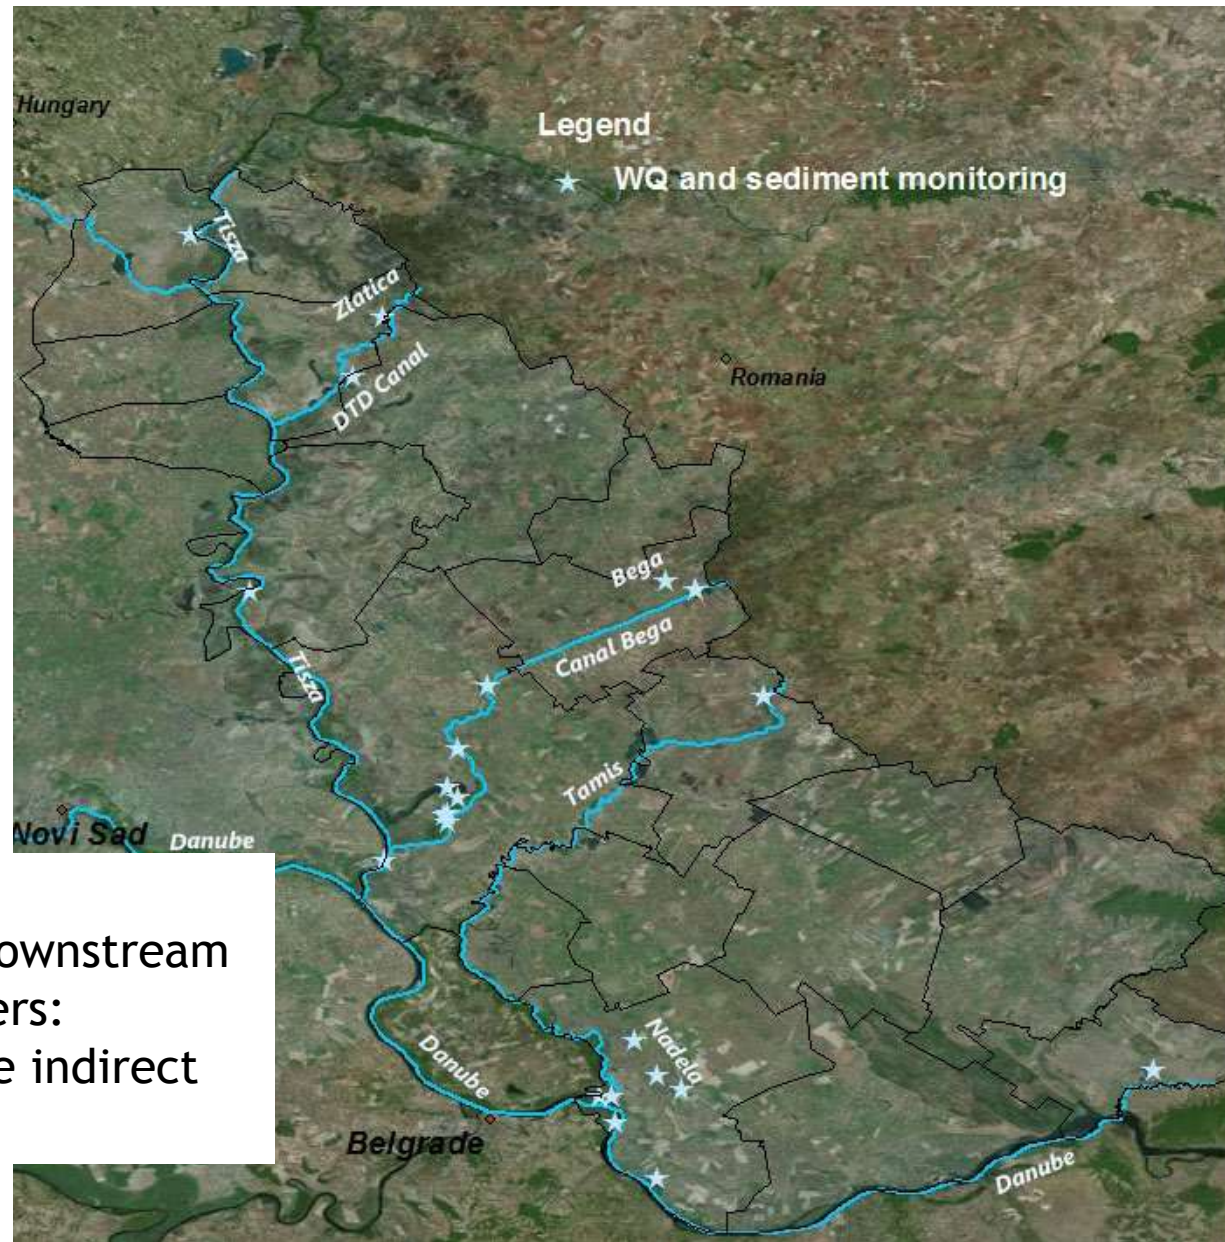 Hungary
Legend
WQ and sediment monitoring
Tisza
Zlatica
DTD Canal
Romania
Bega
Canal Bega
Tisza
Tamis
Novi Sad
Danube
ownstream
ers:
e indirect
Nadela
Danube
Belgrade
Danube